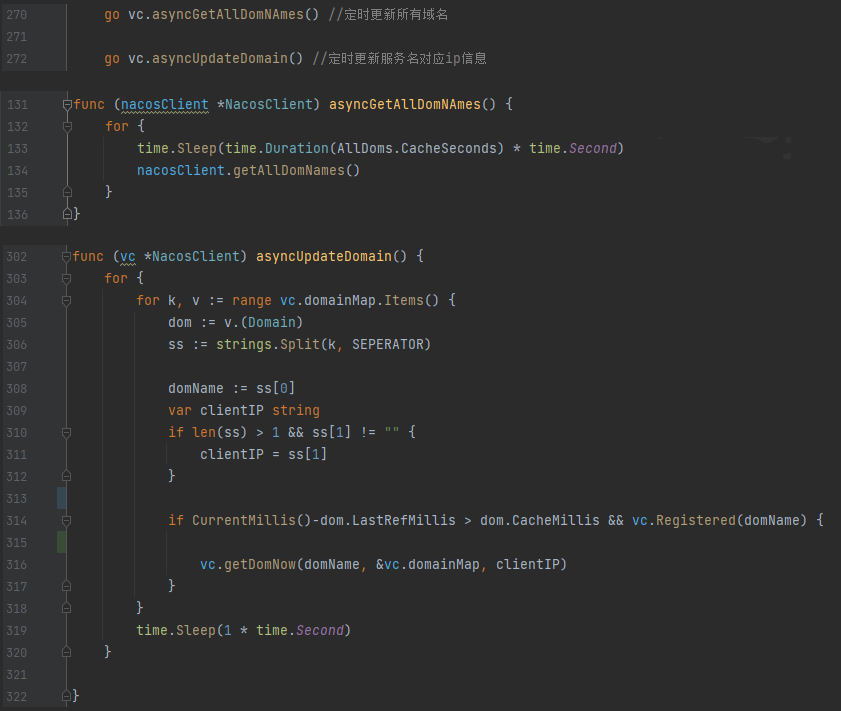 270 go vc.asyncGetAllDomNAmes() //定时更新所有域名
271
272 go vc.asyncUpdateDomain() //定时更新服务名对应ip信息
131 func (nacosClient *NacosClient) asyncGetAllDomNAmes() {
132 for {
133 time.Sleep(time.Duration(AllDoms.CacheSeconds) * time.Second)
134 nacosClient.getAllDomNames()
135 }
136 }
302 func (vc *NacosClient) asyncUpdateDomain() {
303 for {
304 for k, v := range vc.domainMap.Items() {
305 dom := v.(Domain)
306 ss := strings.Split(k, SEPERATOR)
307
308 domName := ss[0]
309 var clientIP string
310 if len(ss) > 1 && ss[1] != "" {
311 clientIP = ss[1]
312 }
313
314 if CurrentMillis()-dom.LastRefMillis > dom.CacheMillis && vc.Registered(domName) {
315
316 vc.getDomNow(domName, &vc.domainMap, clientIP)
317 }
318 }
319 time.Sleep(1 * time.Second)
320 }
321
322 }